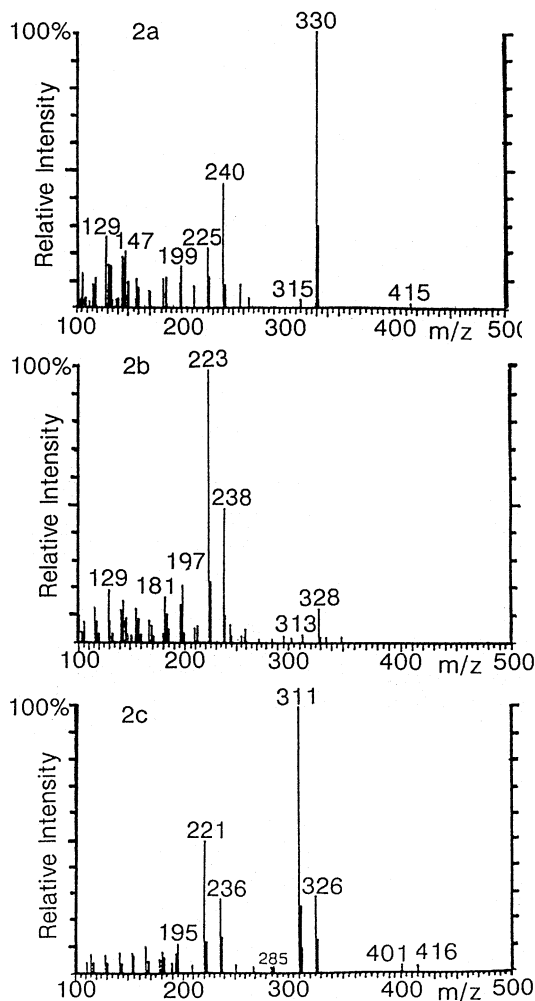 100% 2a 330
Relative Intensity
240
129 147 199 225 315 415
100 200 300 400 m/z 500
100% 2b 223
Relative Intensity
238
129 181 197 313 328
100 200 300 400 m/z 500
100% 2c 311
Relative Intensity
221
236 326
195 285 401 416
100 200 300 400 m/z 500